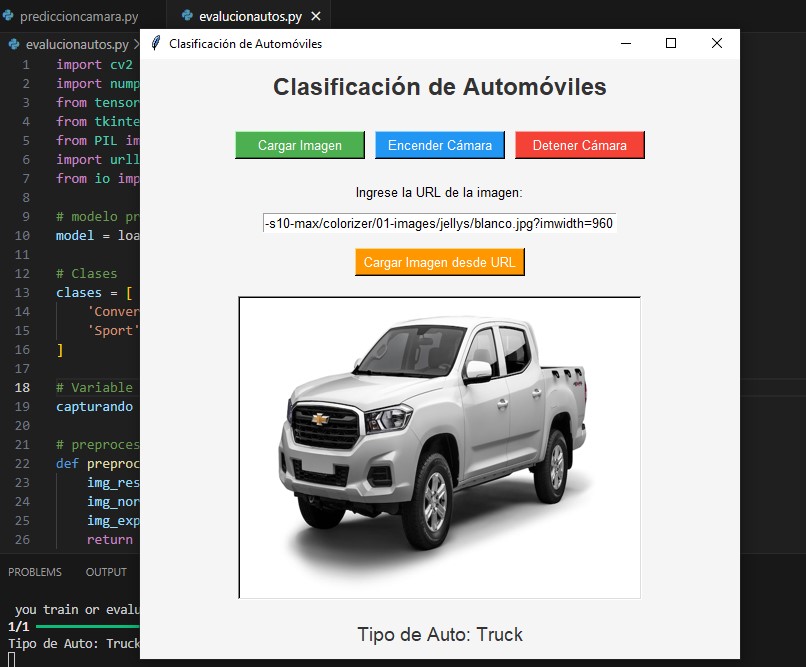 prediccioncamara.py
evalucionautos.py
evalucionautos.py
Clasificación de Automóviles
Clasificación de Automóviles
Cargar Imagen Encender Cámara Detener Cámara
Ingrese la URL de la imagen:
-s10-max/colorizer/01-images/jellys/blanco.jpg?imwidth=960
Cargar Imagen desde URL
Tipo de Auto: Truck
1 import cv2
2 import nump
3 from tensor
4 from tkinte
5 from PIL im
6 import urll
7 from io imp
8
9 # modelo pr
10 model = loa
11
12 # Clases
13 clases = [
14 'Conver
15 'Sport'
16 ]
17
18 # Variable
19 capturando
20
21 # preproces
22 def preproc
23 img_res
24 img_nor
25 img_exp
26 return
PROBLEMS OUTPUT
you train or evalu
1/1
Tipo de Auto: Truck